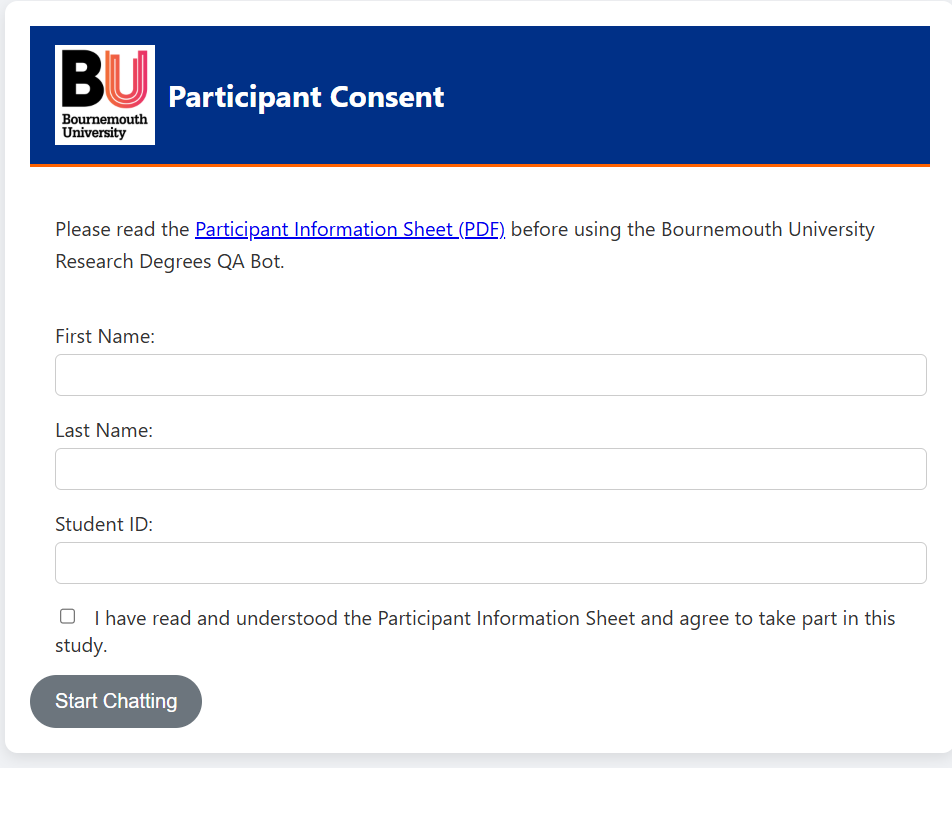 BU
Bournemouth
University
Participant Consent
Please read the Participant Information Sheet (PDF) before using the Bournemouth University
Research Degrees QA Bot.
First Name:
Last Name:
Student ID:
I have read and understood the Participant Information Sheet and agree to take part in this
study.
Start Chatting